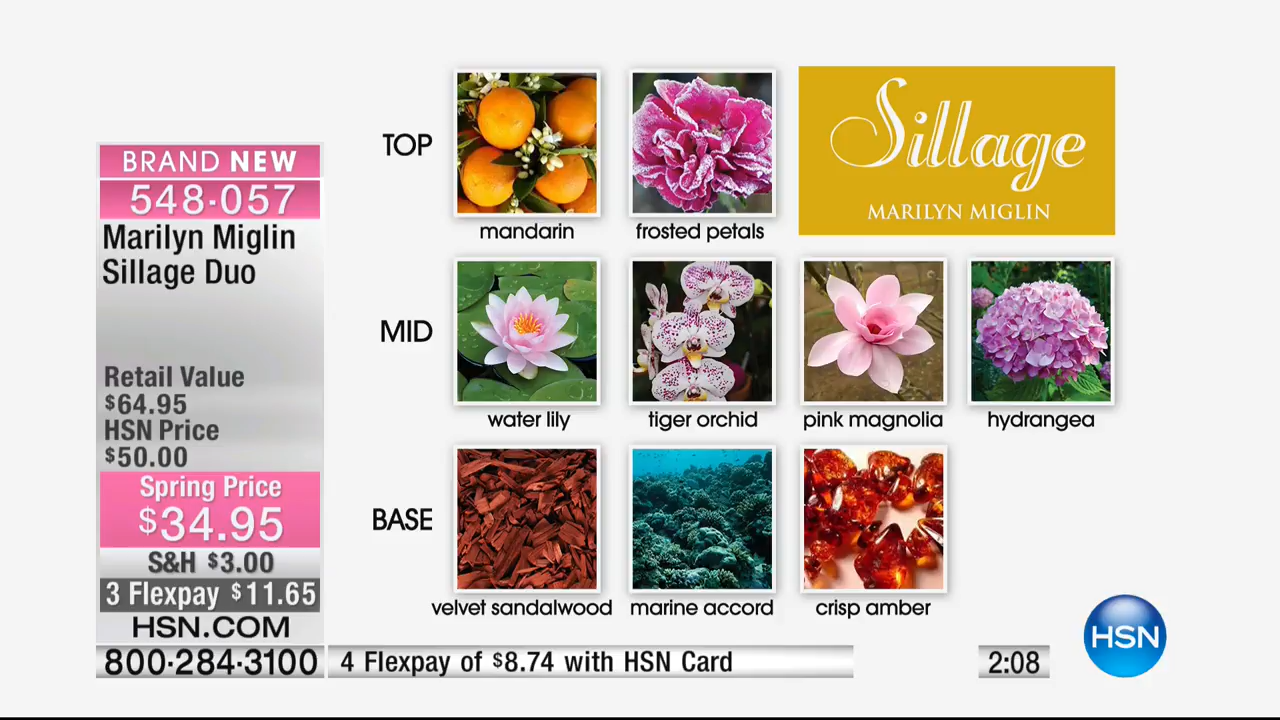 BRAND NEW
548-057
Marilyn Miglin
Sillage Duo
Retail Value
$64.95
HSN Price
$50.00
Spring Price
$34.95
S&H $3.00
3 Flexpay $11.65
HSN.COM
800·284·3100
TOP
mandarin
frosted petals
Sillage
MARILYN MIGLIN
MID
water lily
tiger orchid
pink magnolia
hydrangea
BASE
velvet sandalwood
marine accord
crisp amber
4 Flexpay of $8.74 with HSN Card
2:08
HSN